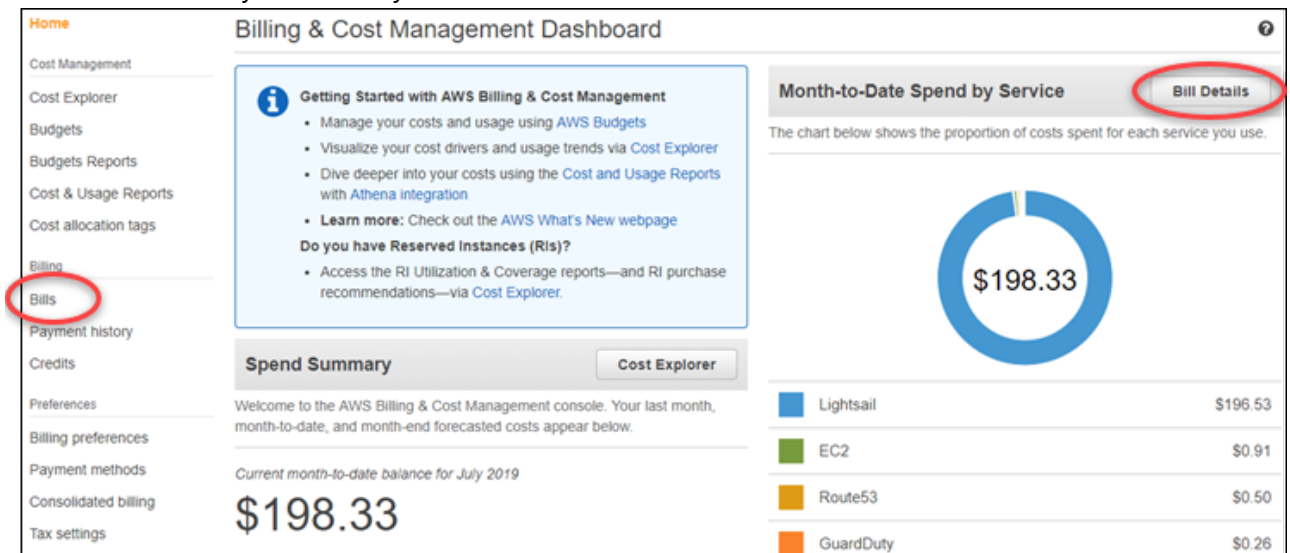 Home
Cost Management
Cost Explorer
Budgets
Budgets Reports
Cost & Usage Reports
Cost allocation tags
Billing
Bills
Payment history
Credits
Preferences
Billing preferences
Payment methods
Consolidated billing
Tax settings
Billing & Cost Management Dashboard
Getting Started with AWS Billing & Cost Management
• Manage your costs and usage using AWS Budgets
• Visualize your cost drivers and usage trends via Cost Explorer
• Dive deeper into your costs using the Cost and Usage Reports
with Athena integration
• Learn more: Check out the AWS What's New webpage
Do you have Reserved Instances (RIs)?
• Access the RI Utilization & Coverage reports—and RI purchase
recommendations—via Cost Explorer.
Spend Summary
Cost Explorer
Welcome to the AWS Billing & Cost Management console. Your last month,
month-to-date, and month-end forecasted costs appear below.
Current month-to-date balance for July 2019
$198.33
Month-to-Date Spend by Service
Bill Details
The chart below shows the proportion of costs spent for each service you use.
$198.33
Lightsail $196.53
EC2 $0.91
Route53 $0.50
GuardDuty $0.26